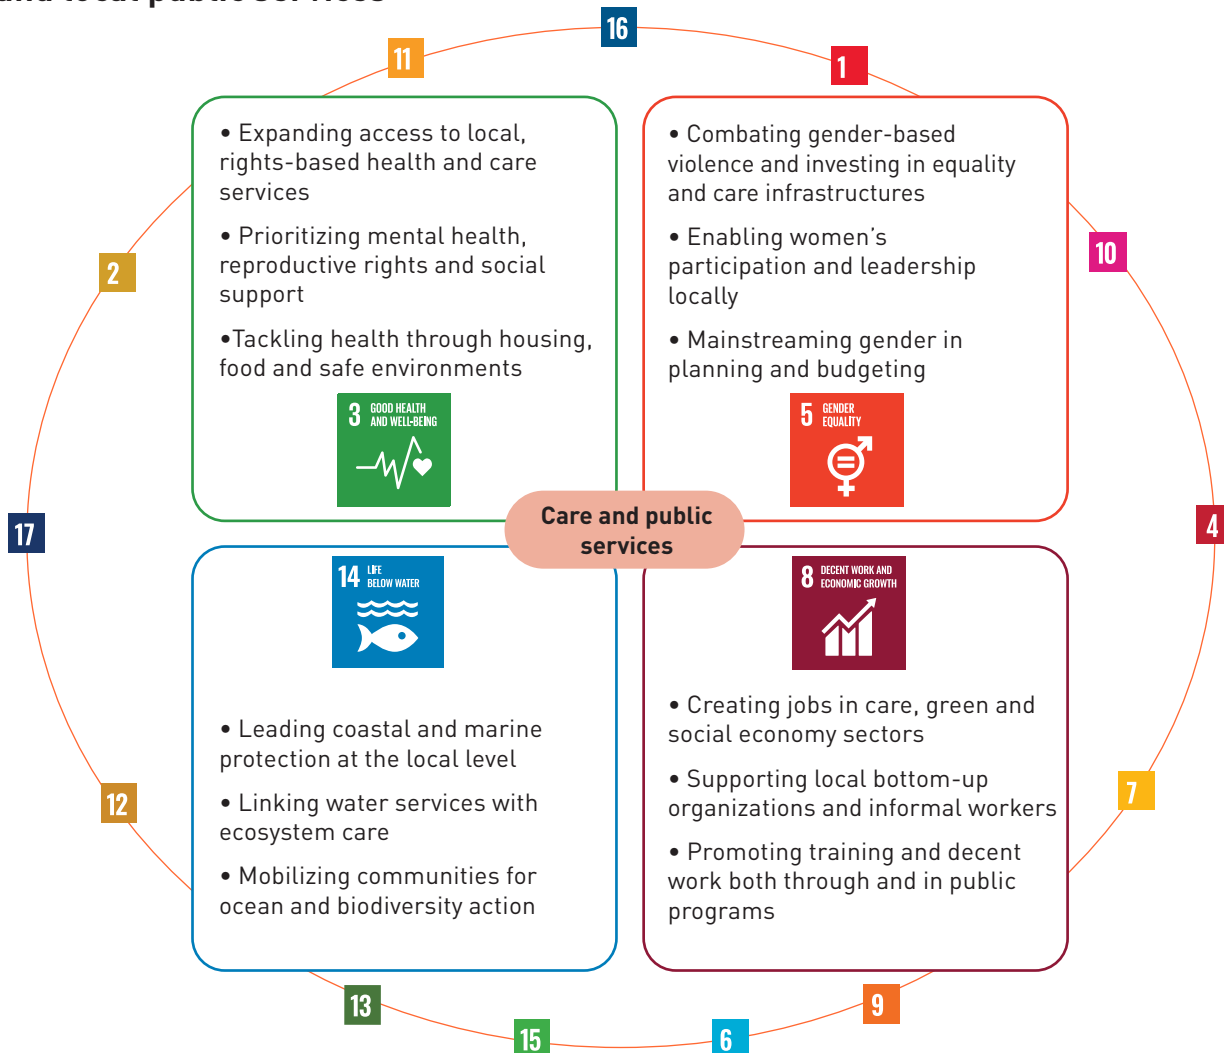 and local public services
16
11
1
• Expanding access to local,
rights-based health and care
services
• Prioritizing mental health,
reproductive rights and social
support
•Tackling health through housing,
food and safe environments
3 GOOD HEALTH
AND WELL-BEING
• Combating gender-based
violence and investing in equality
and care infrastructures
• Enabling women’s
participation and leadership
locally
• Mainstreaming gender in
planning and budgeting
5 GENDER
EQUALITY
2
10
17
4
Care and public
services
14 LIFE
BELOW WATER
• Leading coastal and marine
protection at the local level
• Linking water services with
ecosystem care
• Mobilizing communities for
ocean and biodiversity action
8 DECENT WORK AND
ECONOMIC GROWTH
• Creating jobs in care, green and
social economy sectors
• Supporting local bottom-up
organizations and informal workers
• Promoting training and decent
work both through and in public
programs
12
7
13
15
6
9